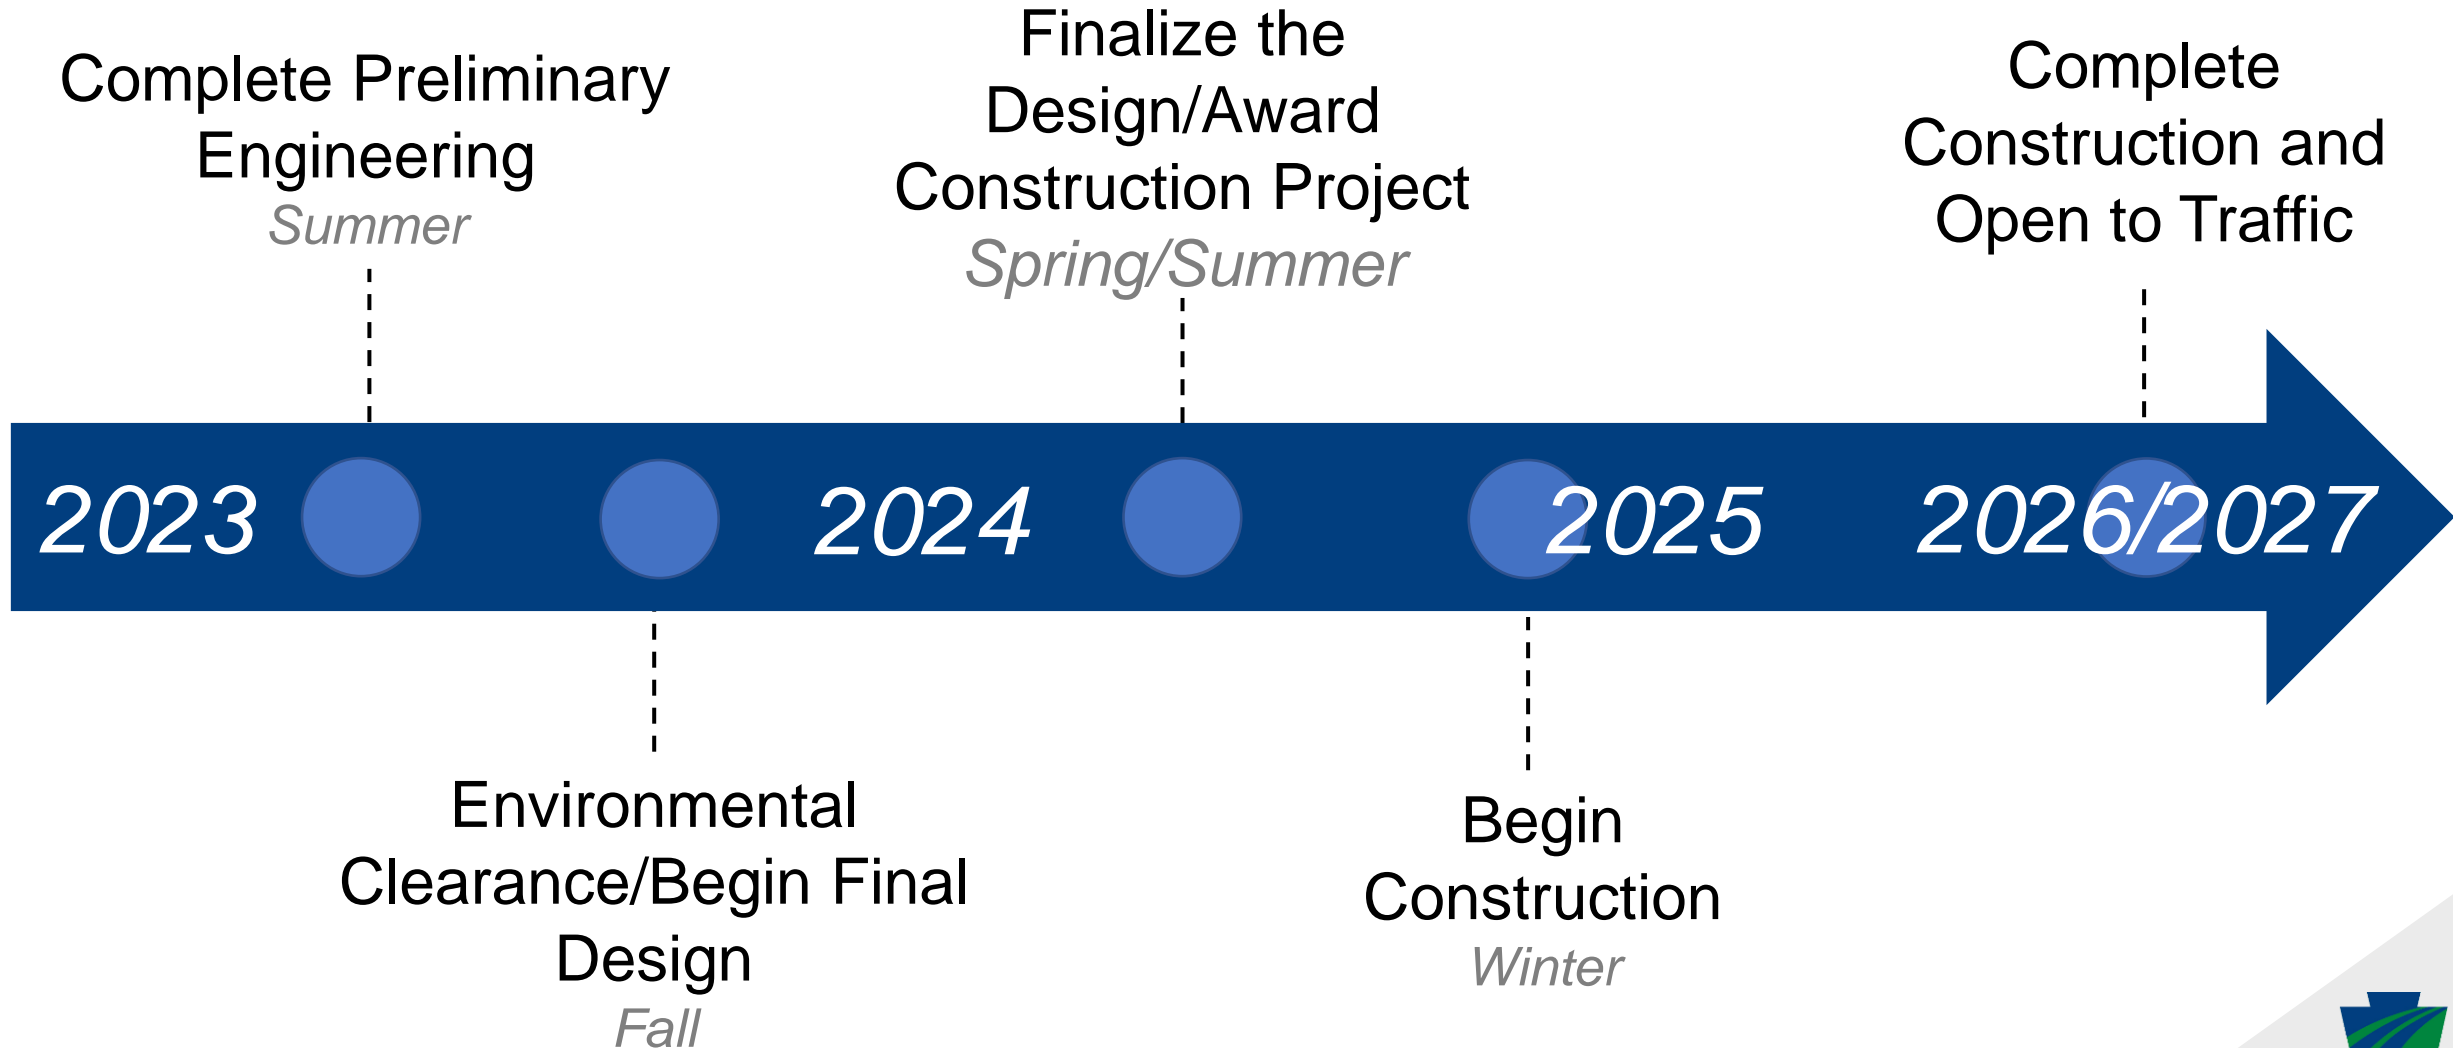 Complete Preliminary
Engineering
Summer
Finalize the
Design/Award
Construction Project
Spring/Summer
Complete
Construction and
Open to Traffic
2023
2024
2025
2026/2027
Environmental
Clearance/Begin Final
Design
Fall
Begin
Construction
Winter